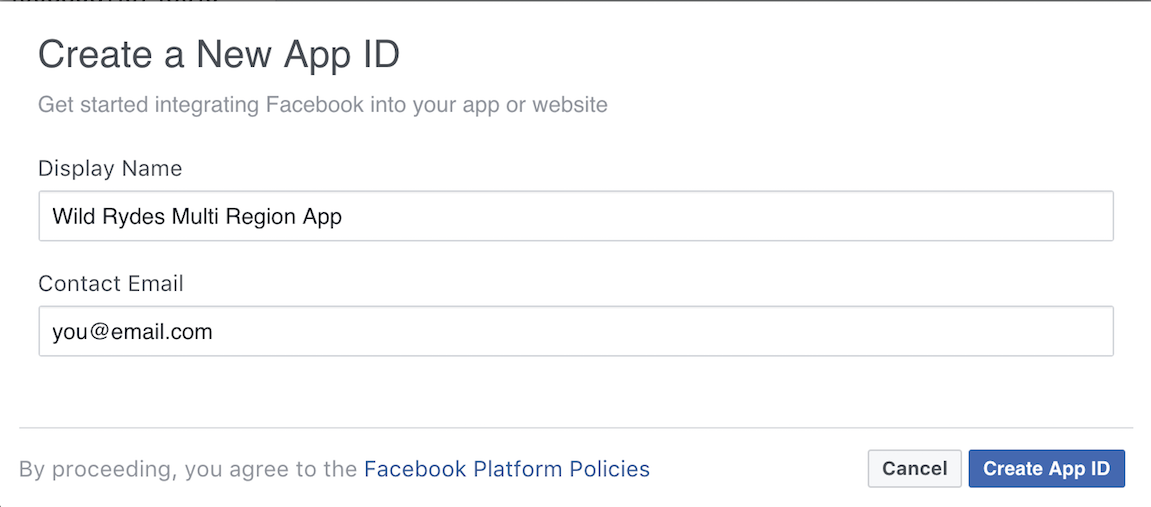 Create a New App ID
Get started integrating Facebook into your app or website
Display Name
Wild Rydes Multi Region App
Contact Email
you@email.com
By proceeding, you agree to the Facebook Platform Policies
Cancel
Create App ID